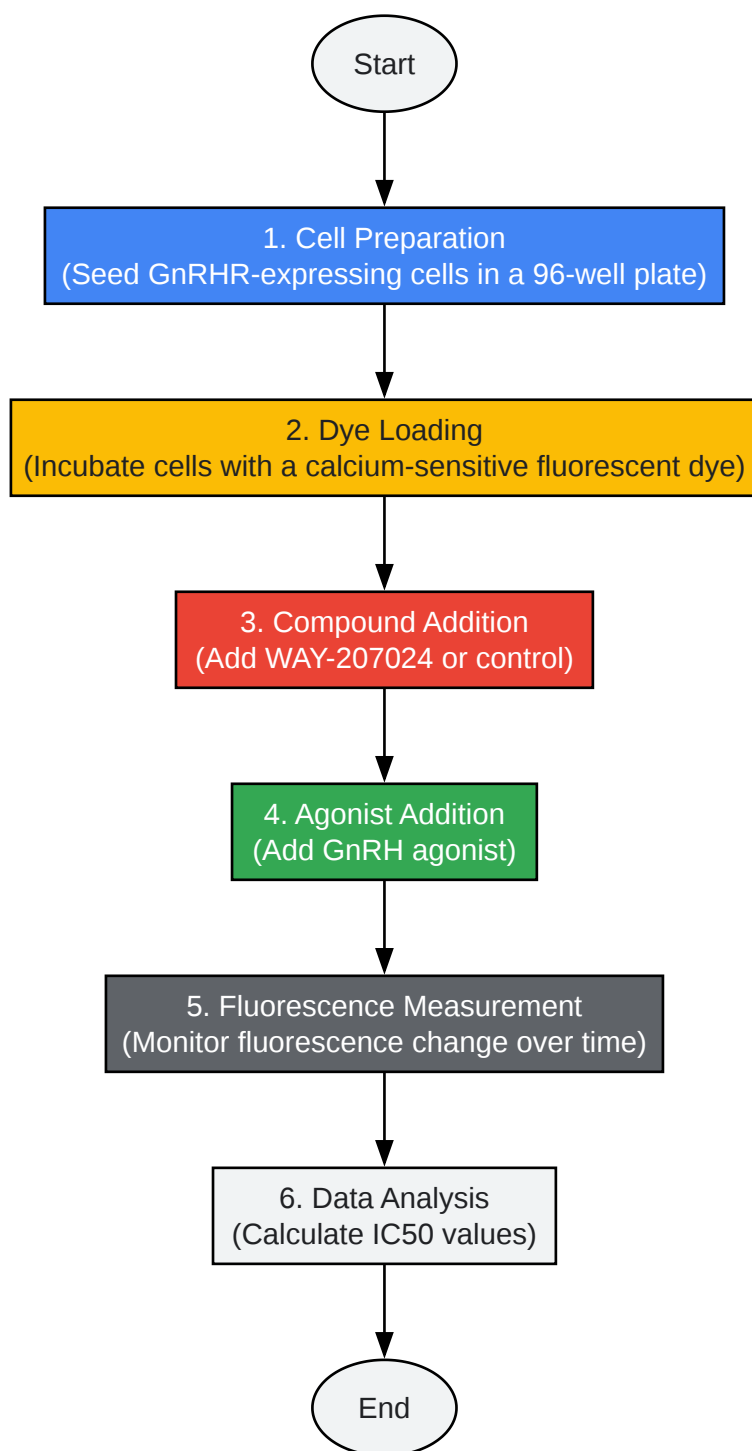 Start
1. Cell Preparation
(Seed GnRHR-expressing cells in a 96-well plate)
2. Dye Loading
(Incubate cells with a calcium-sensitive fluorescent dye)
3. Compound Addition
(Add WAY-207024 or control)
4. Agonist Addition
(Add GnRH agonist)
5. Fluorescence Measurement
(Monitor fluorescence change over time)
6. Data Analysis
(Calculate IC50 values)
End